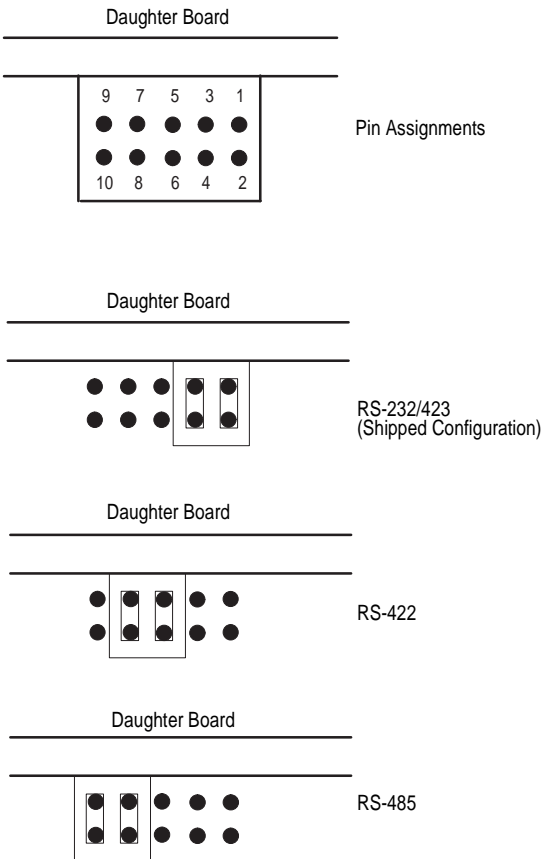 Daughter Board
9 7 5 3 1
Pin Assignments
10 8 6 4 2
Daughter Board
RS-232/423
(Shipped Configuration)
Daughter Board
RS-422
Daughter Board
RS-485